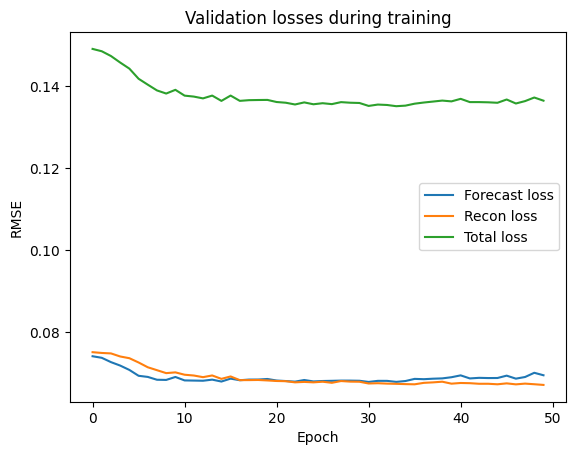 Validation losses during training
RMSE
0.14
0.12
0.10
0.08
Forecast loss
Recon loss
Total loss
0 10 20 30 40 50
Epoch